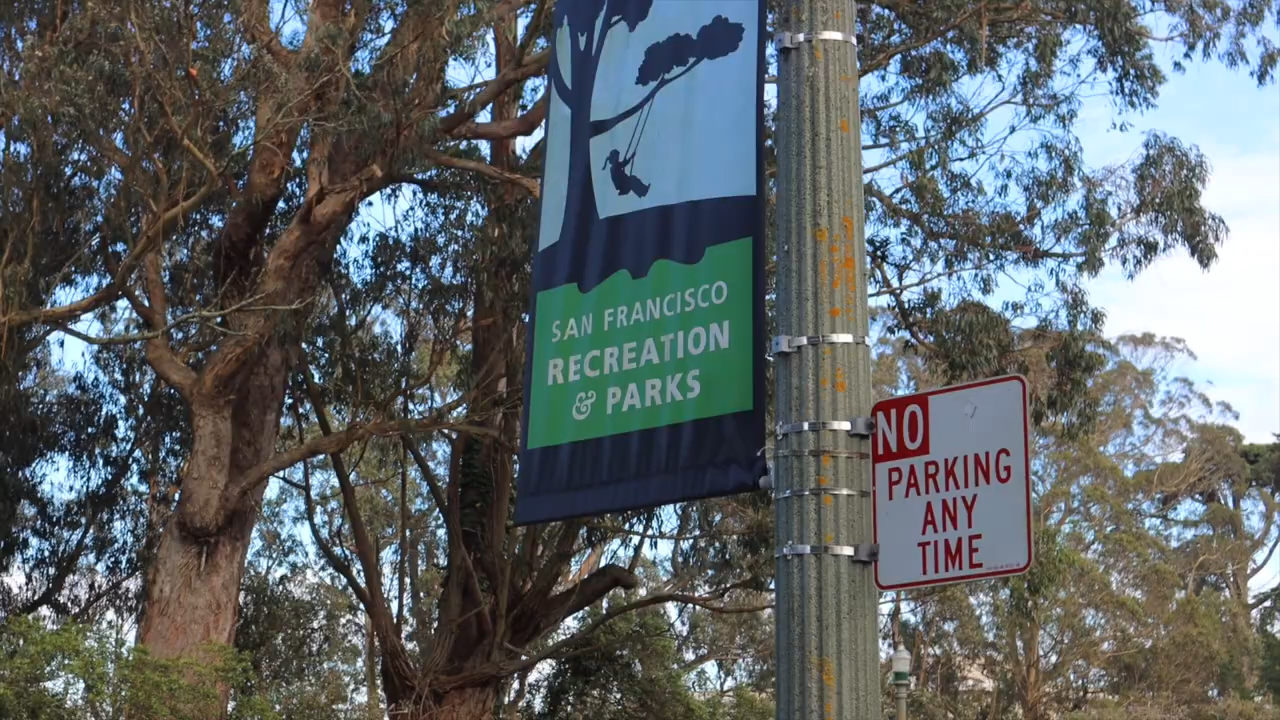 SAN FRANCISCO
RECREATION
& PARKS
NO
PARKING
ANY
TIME